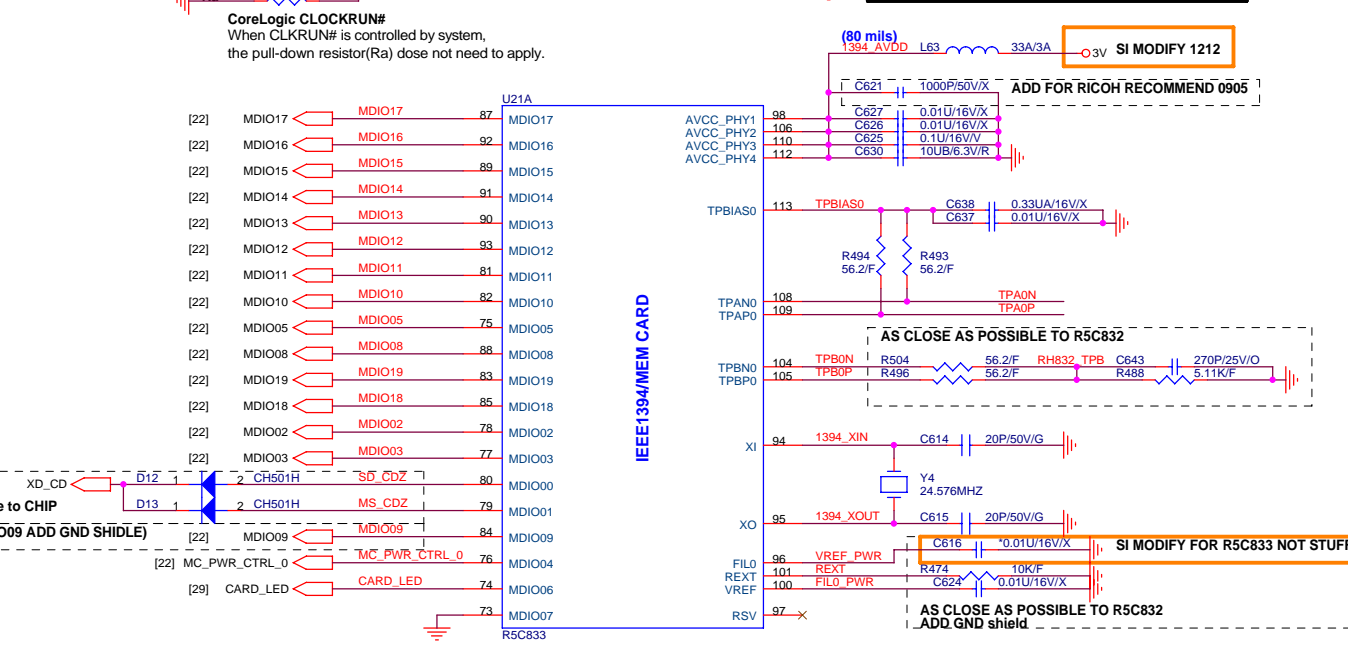 CoreLogic CLOCKRUN#
When CLKRUN# is controlled by system,
the pull-down resistor(Ra) dose not need to apply.
(80 mils)
1394_AVDD L63 33A/3A 3V SI MODIFY 1212
C621 1000P/50V/X ADD FOR RICOH RECOMMEND 0905
U21A
[22] MDIO17 MDIO17 87 MDIO17
[22] MDIO16 MDIO16 92 MDIO16
[22] MDIO15 MDIO15 89 MDIO15
[22] MDIO14 MDIO14 91 MDIO14
[22] MDIO13 MDIO13 90 MDIO13
[22] MDIO12 MDIO12 93 MDIO12
[22] MDIO11 MDIO11 81 MDIO11
[22] MDIO10 MDIO10 82 MDIO10
[22] MDIO05 MDIO05 75 MDIO05
[22] MDIO08 MDIO08 88 MDIO08
[22] MDIO19 MDIO19 83 MDIO19
[22] MDIO18 MDIO18 85 MDIO18
[22] MDIO02 MDIO02 78 MDIO02
[22] MDIO03 MDIO03 77 MDIO03
XD_CD D12 1 2 CH501H SD_CDZ 80 MDIO00
e to CHIP D13 1 2 CH501H MS_CDZ 79 MDIO01
O09 ADD GND SHIDLE) [22] MDIO09 MDIO09 84 MDIO09
[22] MC_PWR_CTRL_0 MC_PWR_CTRL_0 76 MDIO04
[29] CARD_LED CARD_LED 74 MDIO06
73 MDIO07
R5C833
IEEE1394/MEM CARD
AVCC_PHY1 98 C627 0.01U/16V/X
AVCC_PHY2 106 C626 0.01U/16V/X
AVCC_PHY3 110 C625 0.1U/16V/V
AVCC_PHY4 112 C630 10UB/6.3V/R
TPBIAS0 113 TPBIAS0 C638 0.33UA/16V/X
C637 0.01U/16V/X
R494 R493
56.2/F 56.2/F
TPAN0 108 TPA0N
TPAP0 109 TPA0P
AS CLOSE AS POSSIBLE TO R5C832
TPBN0 104 TPB0N R504 56.2/F RH832_TPB C643 270P/25V/O
TPBP0 105 TPB0P R496 56.2/F R488 5.11K/F
XI 94 1394_XIN C614 20P/50V/G
Y4
24.576MHZ
XO 95 1394_XOUT C615 20P/50V/G
C616 *0.01U/16V/X SI MODIFY FOR R5C833 NOT STUFF
FIL0 96 VREF_PWR
REXT 101 REXT R474 10K/F
VREF 100 FIL0_PWR C624 0.01U/16V/X
RSV 97
AS CLOSE AS POSSIBLE TO R5C832
ADD GND shield